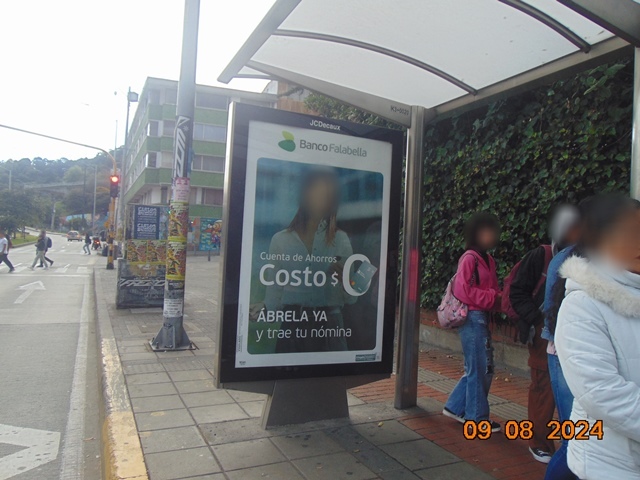 JCDecaux
Banco Falabella
Cuenta de Ahorros
Costo $0
ÁBRELA YA
y trae tu nómina
09 08 2024